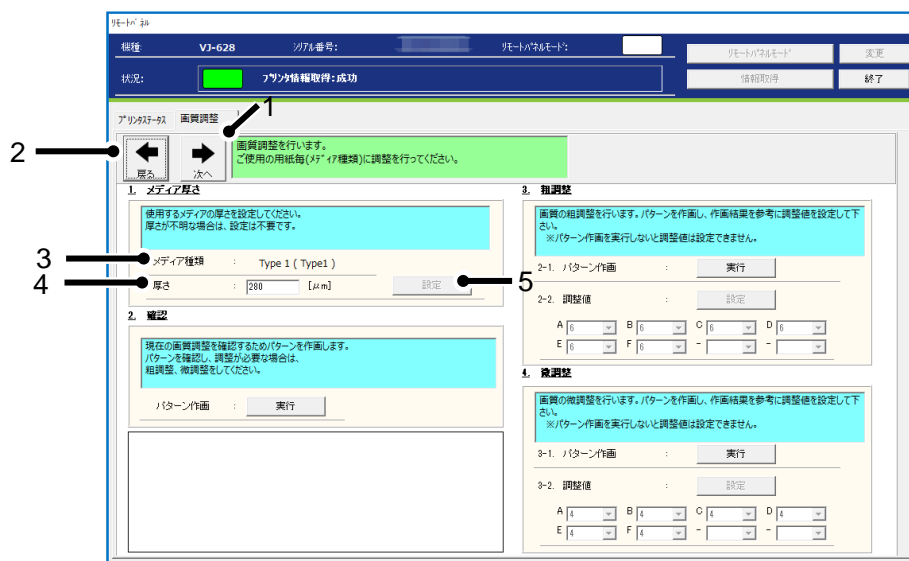 リモートパネル
機種: VJ-628 シリアル番号: リモートパネルモード:
リモートパネルモード 変更
状況: プリンタ情報取得:成功
情報取得 終了
プリンタステータス 画質調整
1
2
戻る 次へ
画質調整を行います。
ご使用の用紙毎(メディア種類)に調整を行ってください。
1. メディア厚さ
使用するメディアの厚さを設定してください。
厚さが不明な場合は、設定は不要です。
3
メディア種類 : Type 1 ( Type1 )
4
厚さ : 280 [μm] 設定
5
2. 確認
現在の画質調整を確認するためパターンを作画します。
パターンを確認し、調整が必要な場合は、
粗調整、微調整をしてください。
パターン作画 : 実行
3. 粗調整
画質の粗調整を行います。パターンを作画し、作画結果を参考に調整値を設定して下
さい。
※パターン作画を実行しないと調整値は設定できません。
2-1. パターン作画 : 実行
2-2. 調整値 : 設定
A 6 B 6 C 6 D 6
E 6 F 6 - -
4. 微調整
画質の微調整を行います。パターンを作画し、作画結果を参考に調整値を設定して下
さい。
※パターン作画を実行しないと調整値は設定できません。
3-1. パターン作画 : 実行
3-2. 調整値 : 設定
A 4 B 4 C 4 D 4
E 4 F 4 - -